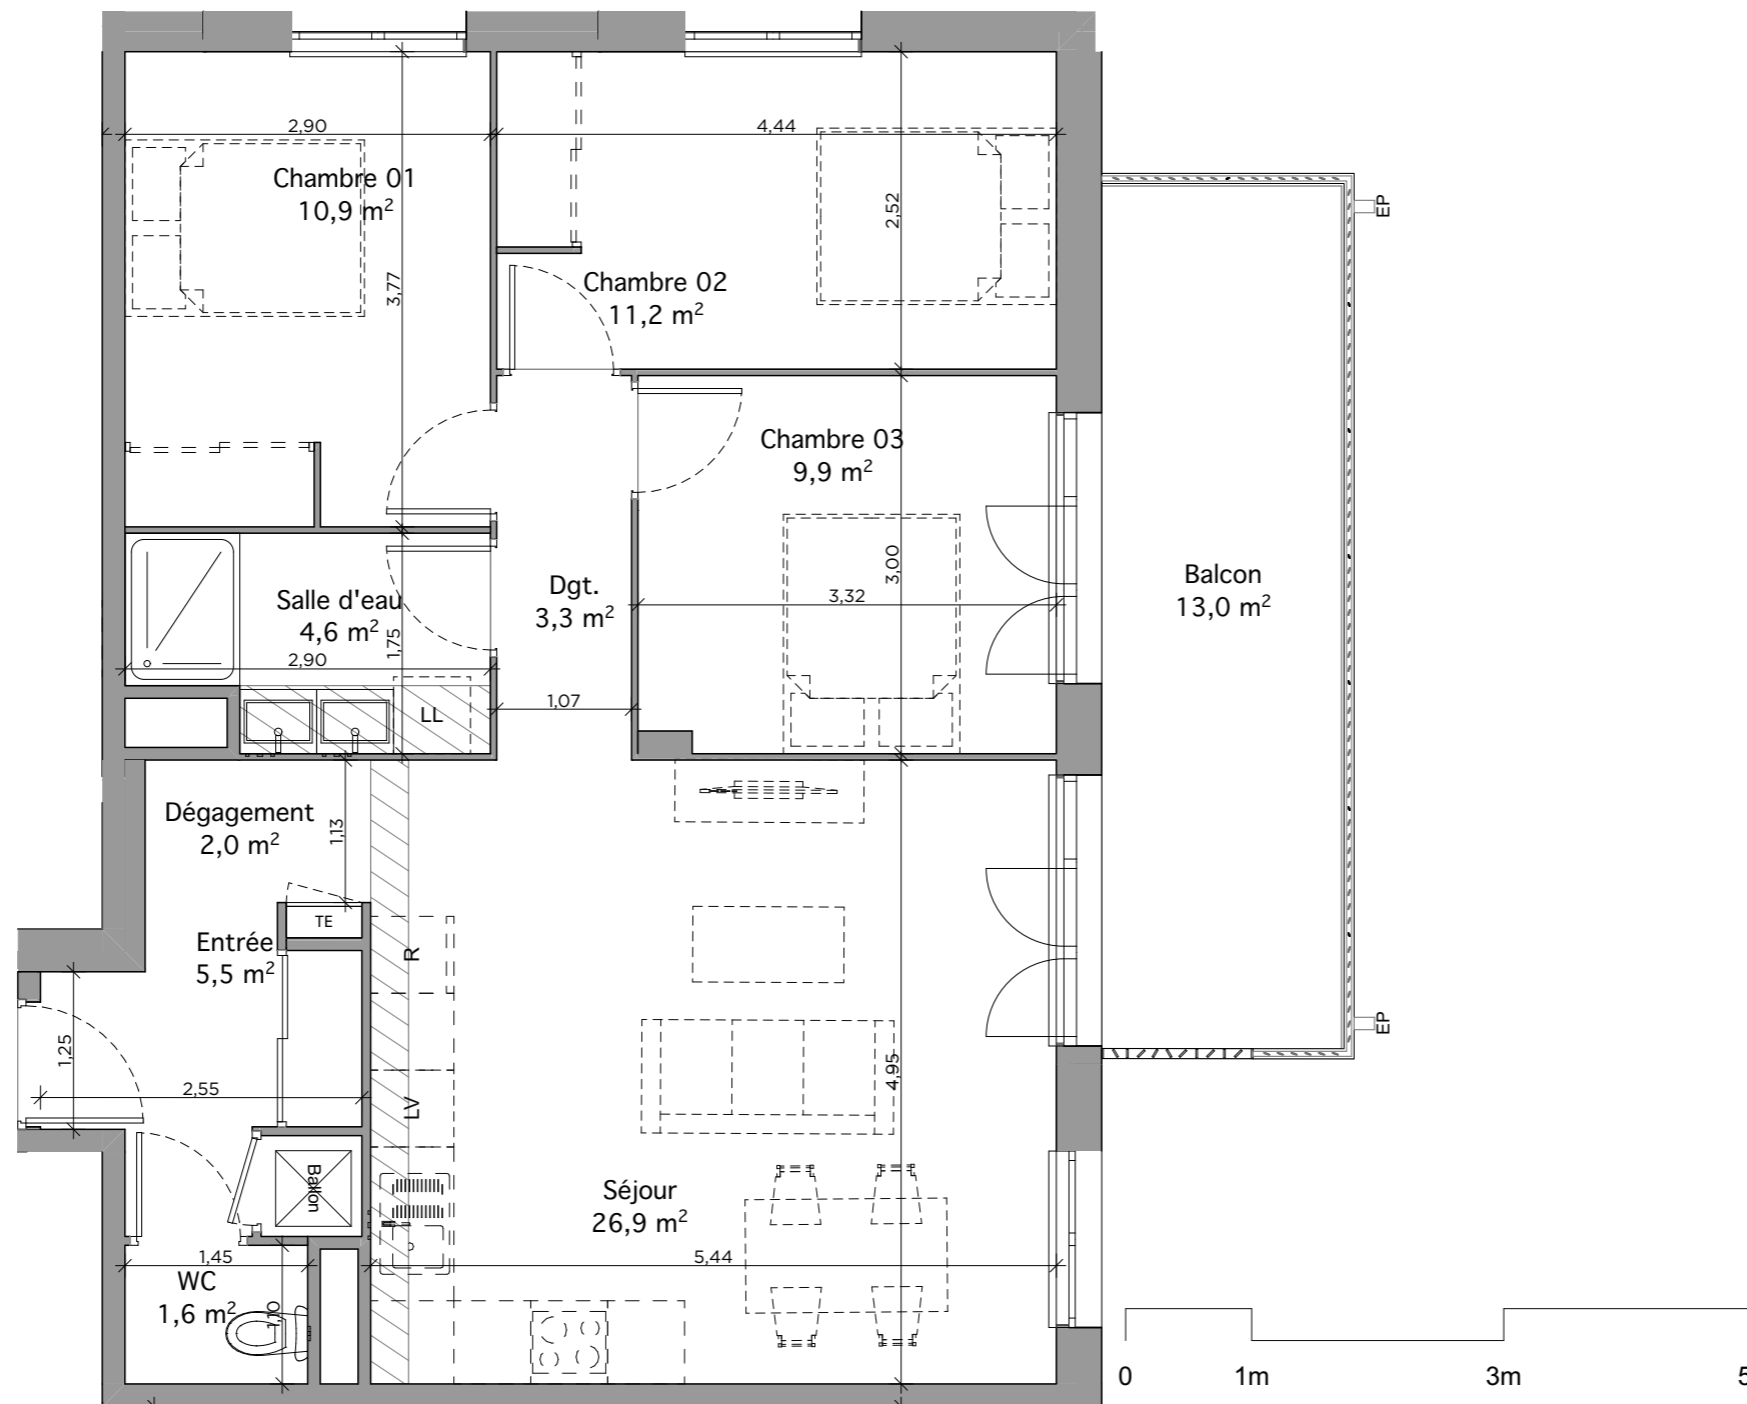 2,90
4,44
Chambre 01
10,9 m²
2,52
EP
3,77
Chambre 02
11,2 m²
Chambre 03
9,9 m²
3,00
Balcon
13,0 m²
Salle d'eau
4,6 m²
1,75
2,90
Dgt.
3,3 m²
3,32
1,07
LL
Dégagement
2,0 m²
1,13
TE
Entrée
5,5 m²
R
1,25
2,55
LV
4,95
EP
Ballon
Séjour
26,9 m²
1,45
5,44
WC
1,6 m²
1,10
0
1m
3m
5